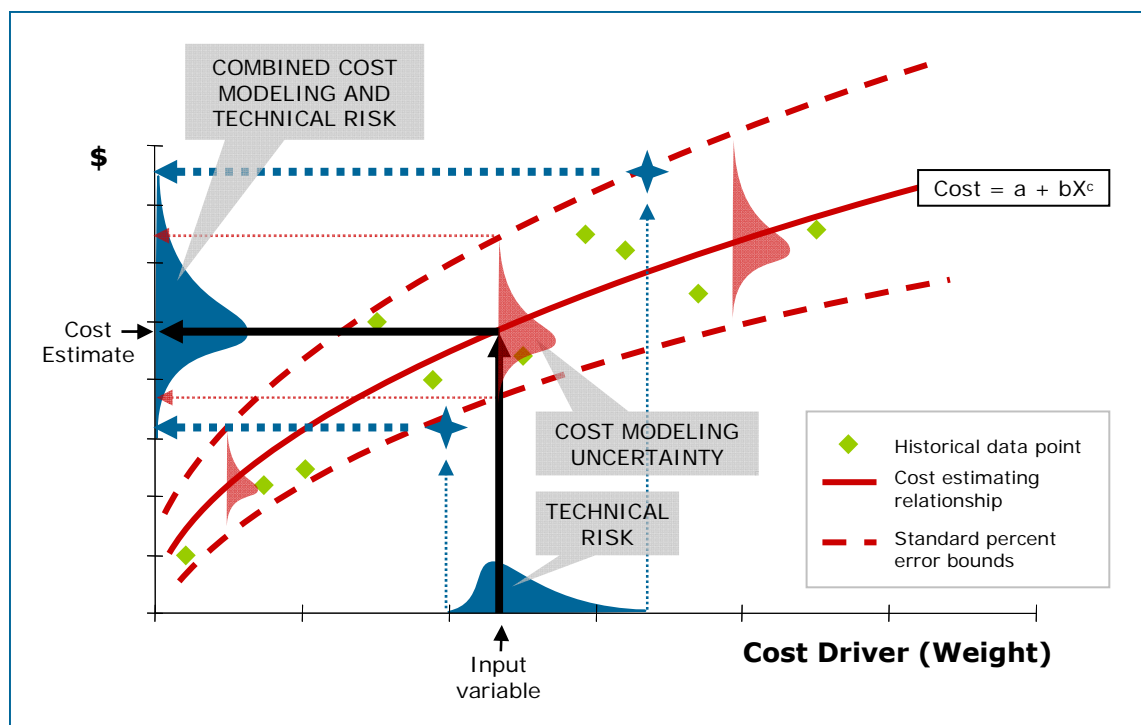 COMBINED COST
MODELING AND
TECHNICAL RISK
$
Cost = a + bXᶜ
Cost
Estimate
COST MODELING
UNCERTAINTY
TECHNICAL
RISK
Historical data point
Cost estimating
relationship
Standard percent
error bounds
Input
variable
Cost Driver (Weight)